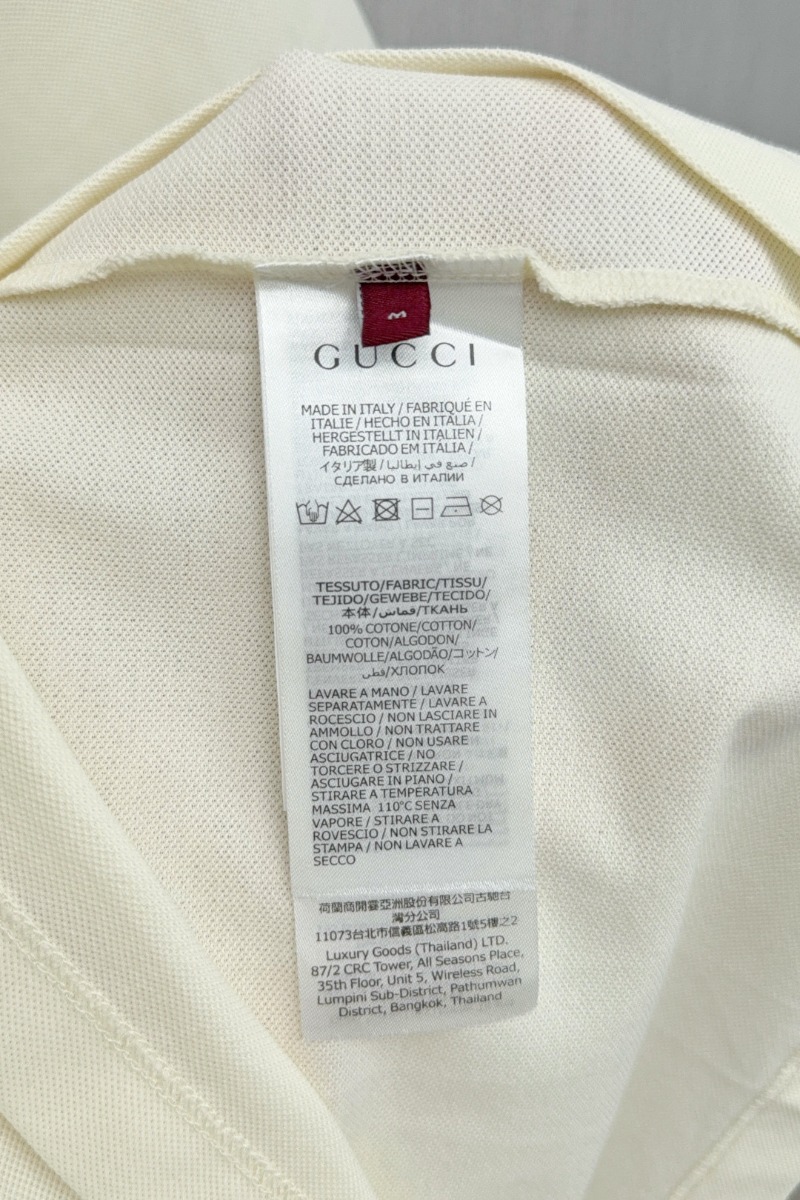 M
GUCCI
MADE IN ITALY / FABRIQUÉ EN
ITALIE / HECHO EN ITALIA /
HERGESTELLT IN ITALIEN /
FABRICADO EM ITÁLIA /
イタリア製 / صنع في إيطاليا /
СДЕЛАНО В ИТАЛИИ
TESSUTO/FABRIC/TISSU/
TEJIDO/GEWEBE/TECIDO/
本体/قماش/ТКАНЬ
100% COTONE/COTTON/
COTON/ALGODON/
BAUMWOLLE/ALGODÃO/コットン/
قطن/ХЛОПОК
LAVARE A MANO / LAVARE
SEPARATAMENTE / LAVARE A
ROCESCIO / NON LASCIARE IN
AMMOLLO / NON TRATTARE
CON CLORO / NON USARE
ASCIUGATRICE / NO
TORCERE O STRIZZARE /
ASCIUGARE IN PIANO /
STIRARE A TEMPERATURA
MASSIMA 110°C SENZA
VAPORE / STIRARE A
ROVESCIO / NON STIRARE LA
STAMPA / NON LAVARE A
SECCO
荷蘭商開雲亞洲股份有限公司古馳台
灣分公司
11073台北市信義區松高路1號5樓之2
Luxury Goods (Thailand) LTD.
87/2 CRC Tower, All Seasons Place,
35th Floor, Unit 5, Wireless Road,
Lumpini Sub-District, Pathumwan
District, Bangkok, Thailand